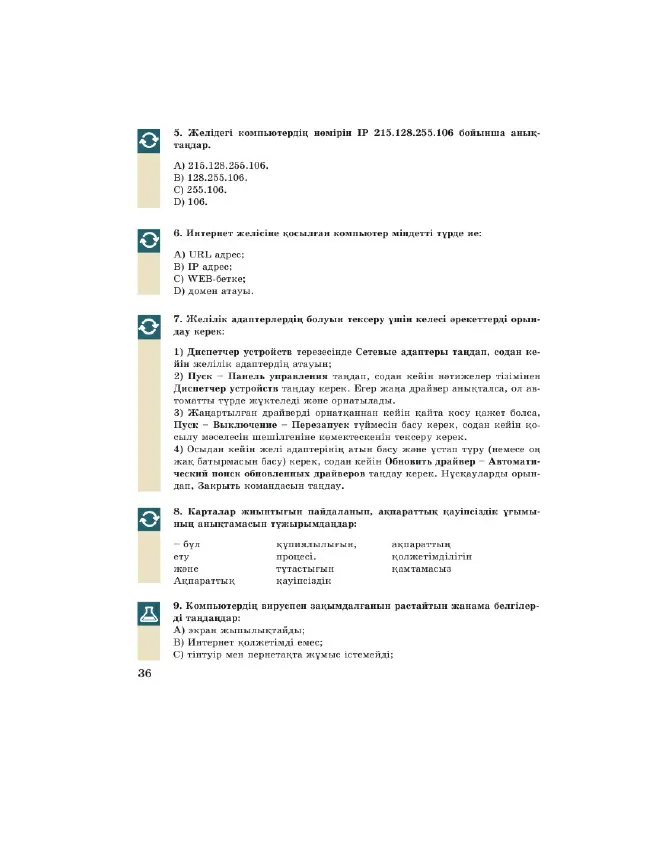 5. Желідегі компьютердің нөмірін IP 215.128.255.106 бойынша анық-
таңдар.
A) 215.128.255.106.
B) 128.255.106.
C) 255.106.
D) 106.
6. Интернет желісіне қосылған компьютер міндетті түрде ие:
A) URL адрес;
B) IP адрес;
C) WEB-бетке;
D) домен атауы.
7. Желілік адаптерлердің болуын тексеру үшін келесі әрекеттерді орын-
дау керек:
1) Диспетчер устройств терезесінде Сетевые адаптеры таңдап, содан ке-
йін желілік адаптердің атауын;
2) Пуск – Панель управления таңдап, содан кейін нәтижелер тізімінен
Диспетчер устройств таңдау керек. Егер жаңа драйвер анықталса, ол ав-
томатты түрде жүктеледі және орнатылады.
3) Жаңартылған драйверді орнатқаннан кейін қайта қосу қажет болса,
Пуск – Выключение – Перезапуск түймесін басу керек, содан кейін қо-
сылу мәселесін шешілгеніне көмектескенін тексеру керек.
4) Осыдан кейін желі адаптерінің атын басу және ұстап тұру (немесе оң
жақ батырмасын басу) керек, содан кейін Обновить драйвер – Автомати-
ческий поиск обновленных драйверов таңдау керек. Нұсқауларды орын-
дап, Закрыть командасын таңдау.
8. Карталар жиынтығын пайдаланып, ақпараттық қауіпсіздік ұғымы-
ның анықтамасын тұжырымдаңдар:
– бұл құпиялылығын, ақпараттың
ету процесі. қолжетімділігін
және тұтастығын қамтамасыз
Ақпараттық қауіпсіздік
9. Компьютердің вируспен зақымдалғанын растайтын жанама белгілер-
ді таңдаңдар:
A) экран жыпылықтайды;
B) Интернет қолжетімді емес;
C) тінтуір мен пернетақта жұмыс істемейді;
36